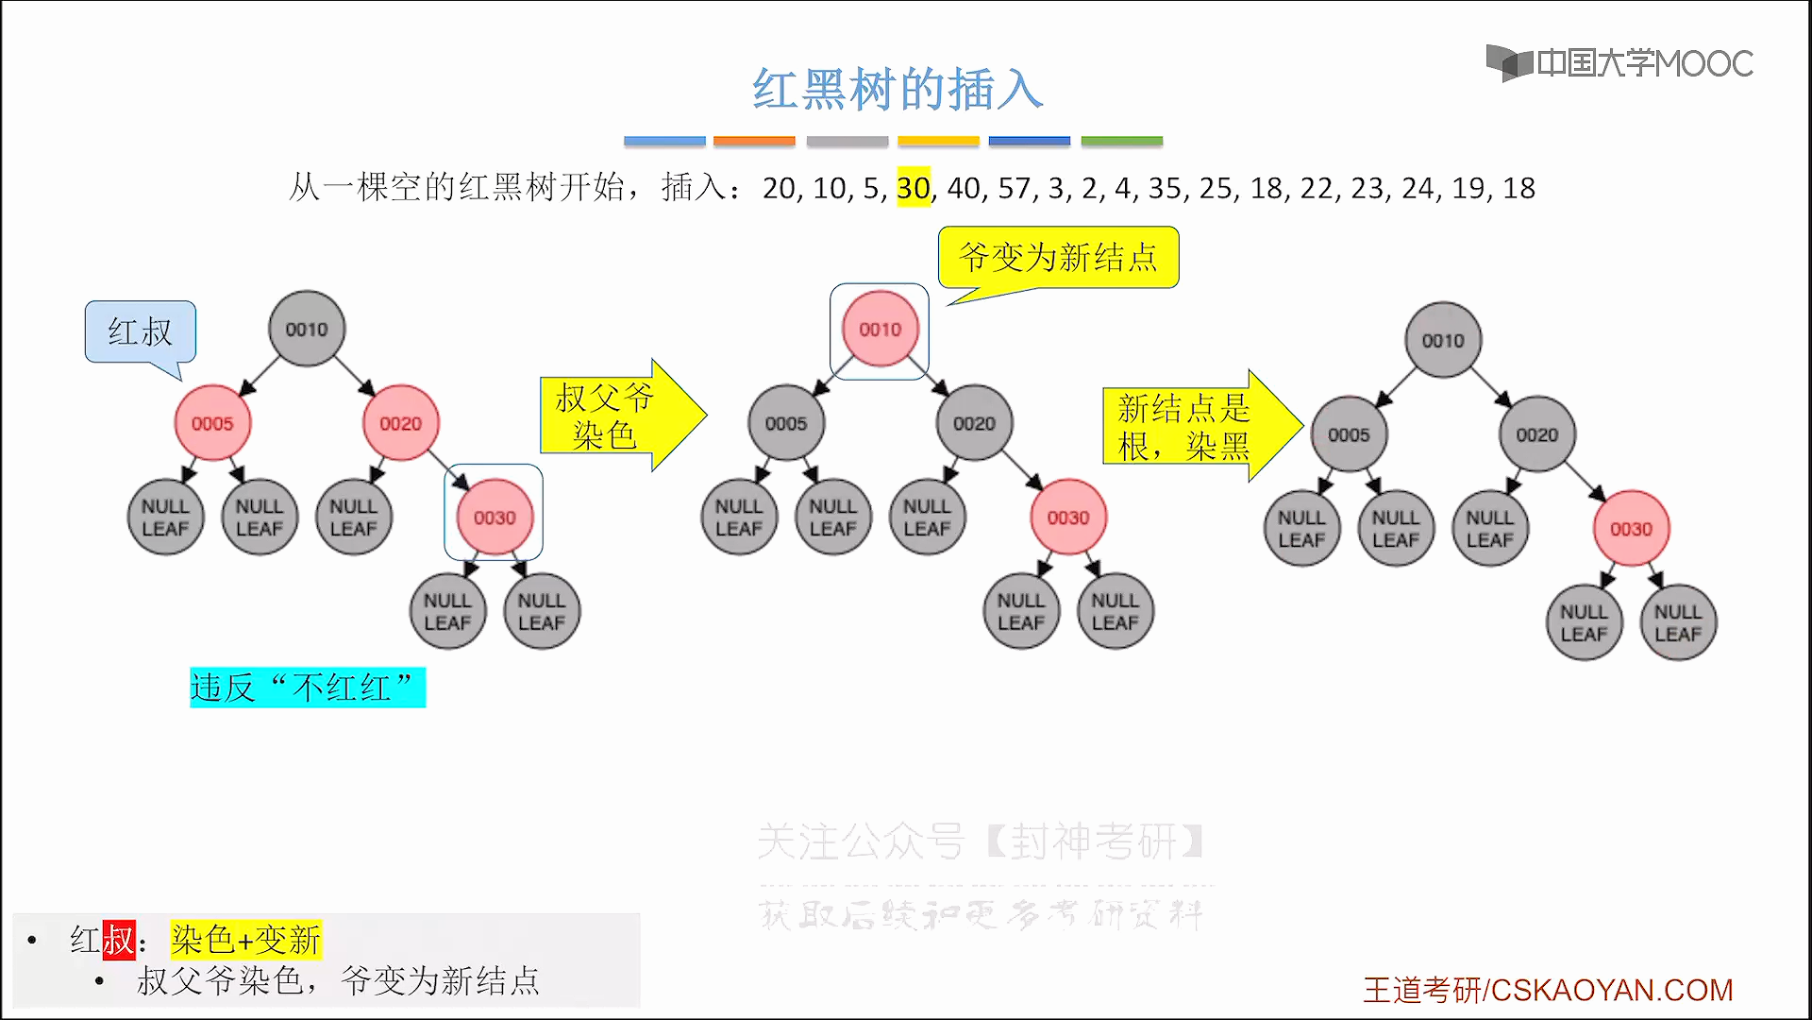 中国大学MOOC
红黑树的插入
从一棵空的红黑树开始，插入：20, 10, 5, 30, 40, 57, 3, 2, 4, 35, 25, 18, 22, 23, 24, 19, 18
爷变为新结点
红叔
0010
0005
0020
NULL
LEAF
NULL
LEAF
NULL
LEAF
0030
NULL
LEAF
NULL
LEAF
违反“不红红”
叔父爷
染色
0010
0005
0020
NULL
LEAF
NULL
LEAF
NULL
LEAF
0030
NULL
LEAF
NULL
LEAF
新结点是
根，染黑
0010
0005
0020
NULL
LEAF
NULL
LEAF
NULL
LEAF
0030
NULL
LEAF
NULL
LEAF
关注公众号【封神考研】
获取后续和更多考研资料
• 红叔：染色+变新
• 叔父爷染色，爷变为新结点
王道考研/CSKAOYAN.COM